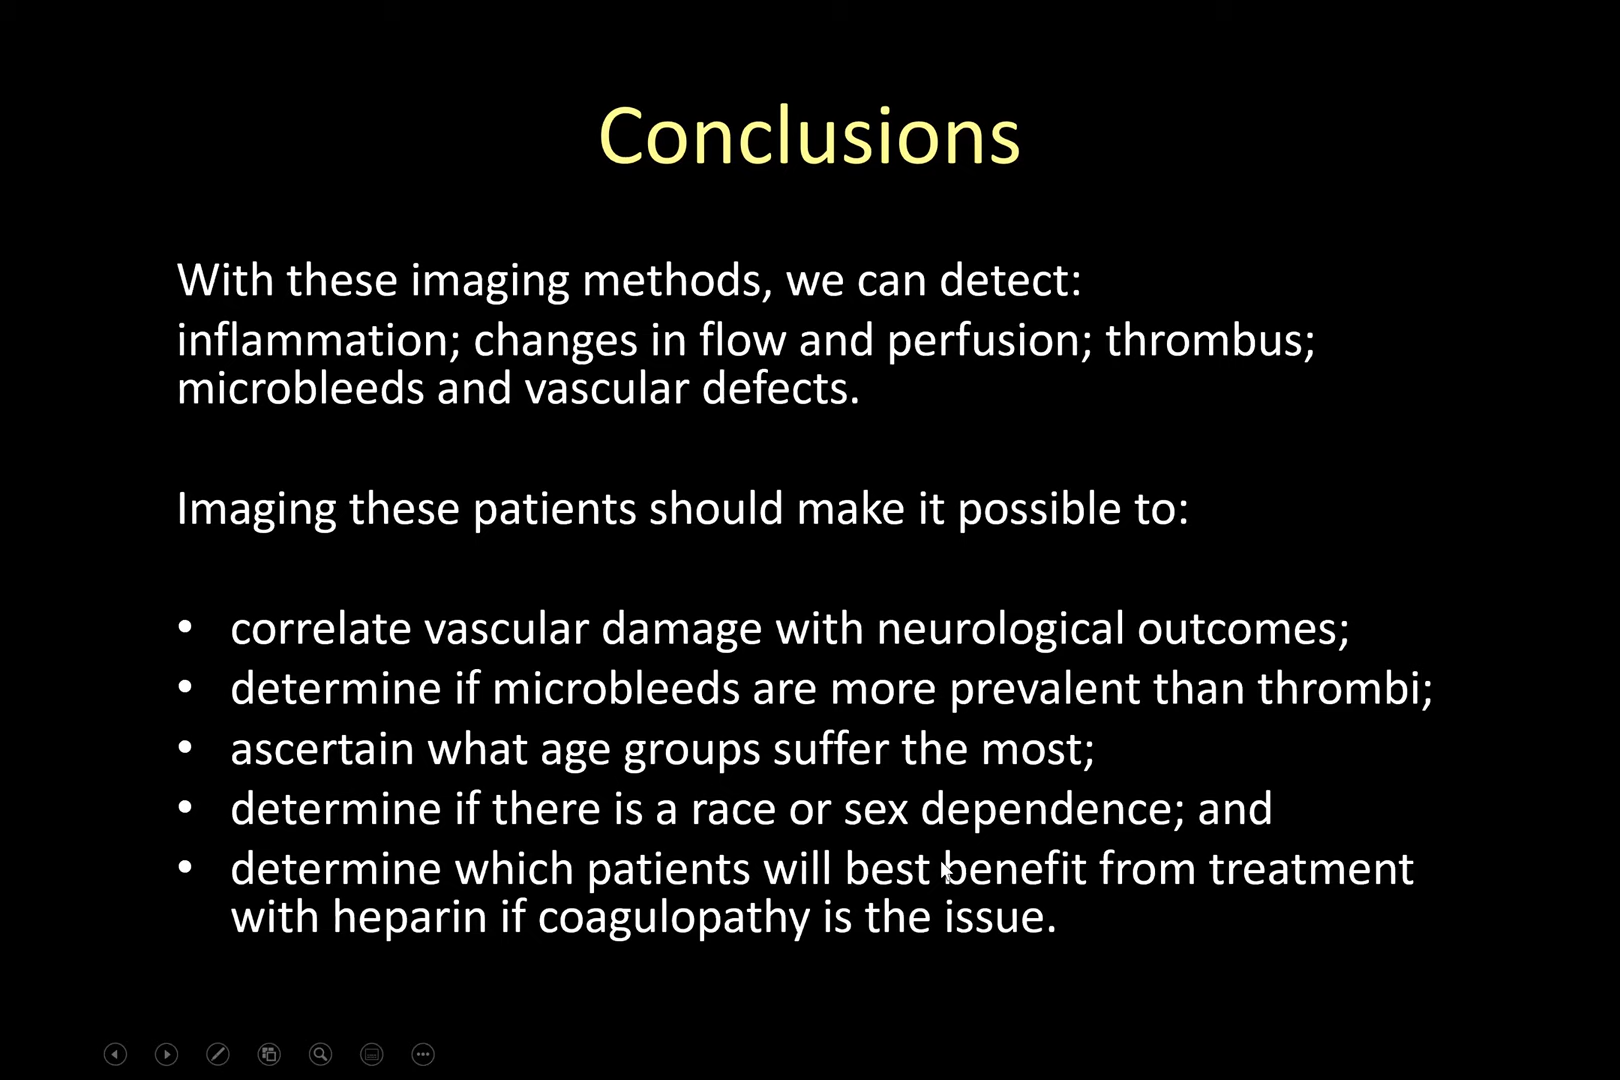 Conclusions
With these imaging methods, we can detect:
inflammation; changes in flow and perfusion; thrombus;
microbleeds and vascular defects.
Imaging these patients should make it possible to:
• correlate vascular damage with neurological outcomes;
• determine if microbleeds are more prevalent than thrombi;
• ascertain what age groups suffer the most;
• determine if there is a race or sex dependence; and
• determine which patients will best benefit from treatment
with heparin if coagulopathy is the issue.